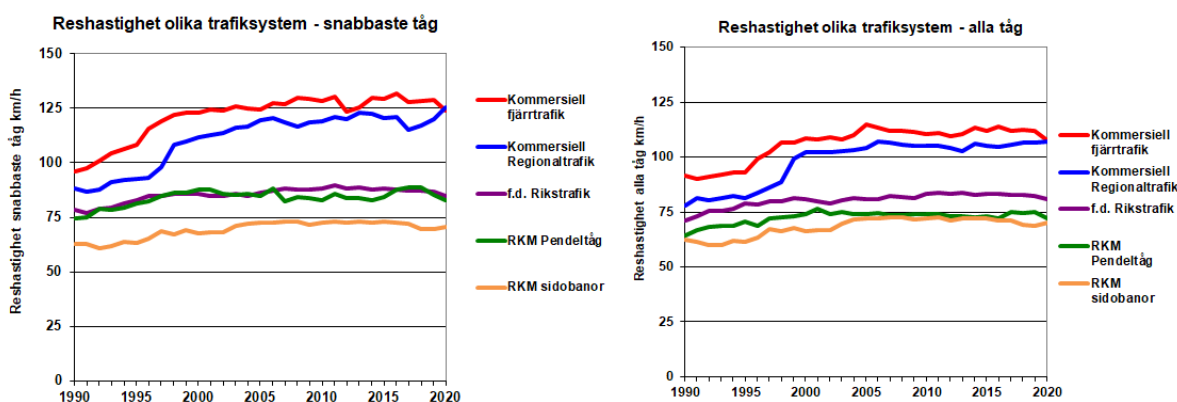 Reshastighet olika trafiksystem - snabbaste tåg
Reshastighet snabbaste tåg km/h
150
125
100
75
50
25
0
1990
1995
2000
2005
2010
2015
2020
Kommersiell
fjärrtrafik
Kommersiell
Regionaltrafik
f.d. Rikstrafik
RKM Pendeltåg
RKM sidobanor
Reshastighet olika trafiksystem - alla tåg
Reshastighet alla tåg km/h
150
125
100
75
50
25
0
1990
1995
2000
2005
2010
2015
2020
Kommersiell
fjärrtrafik
Kommersiell
Regionaltrafik
f.d. Rikstrafik
RKM
Pendeltåg
RKM
sidobanor